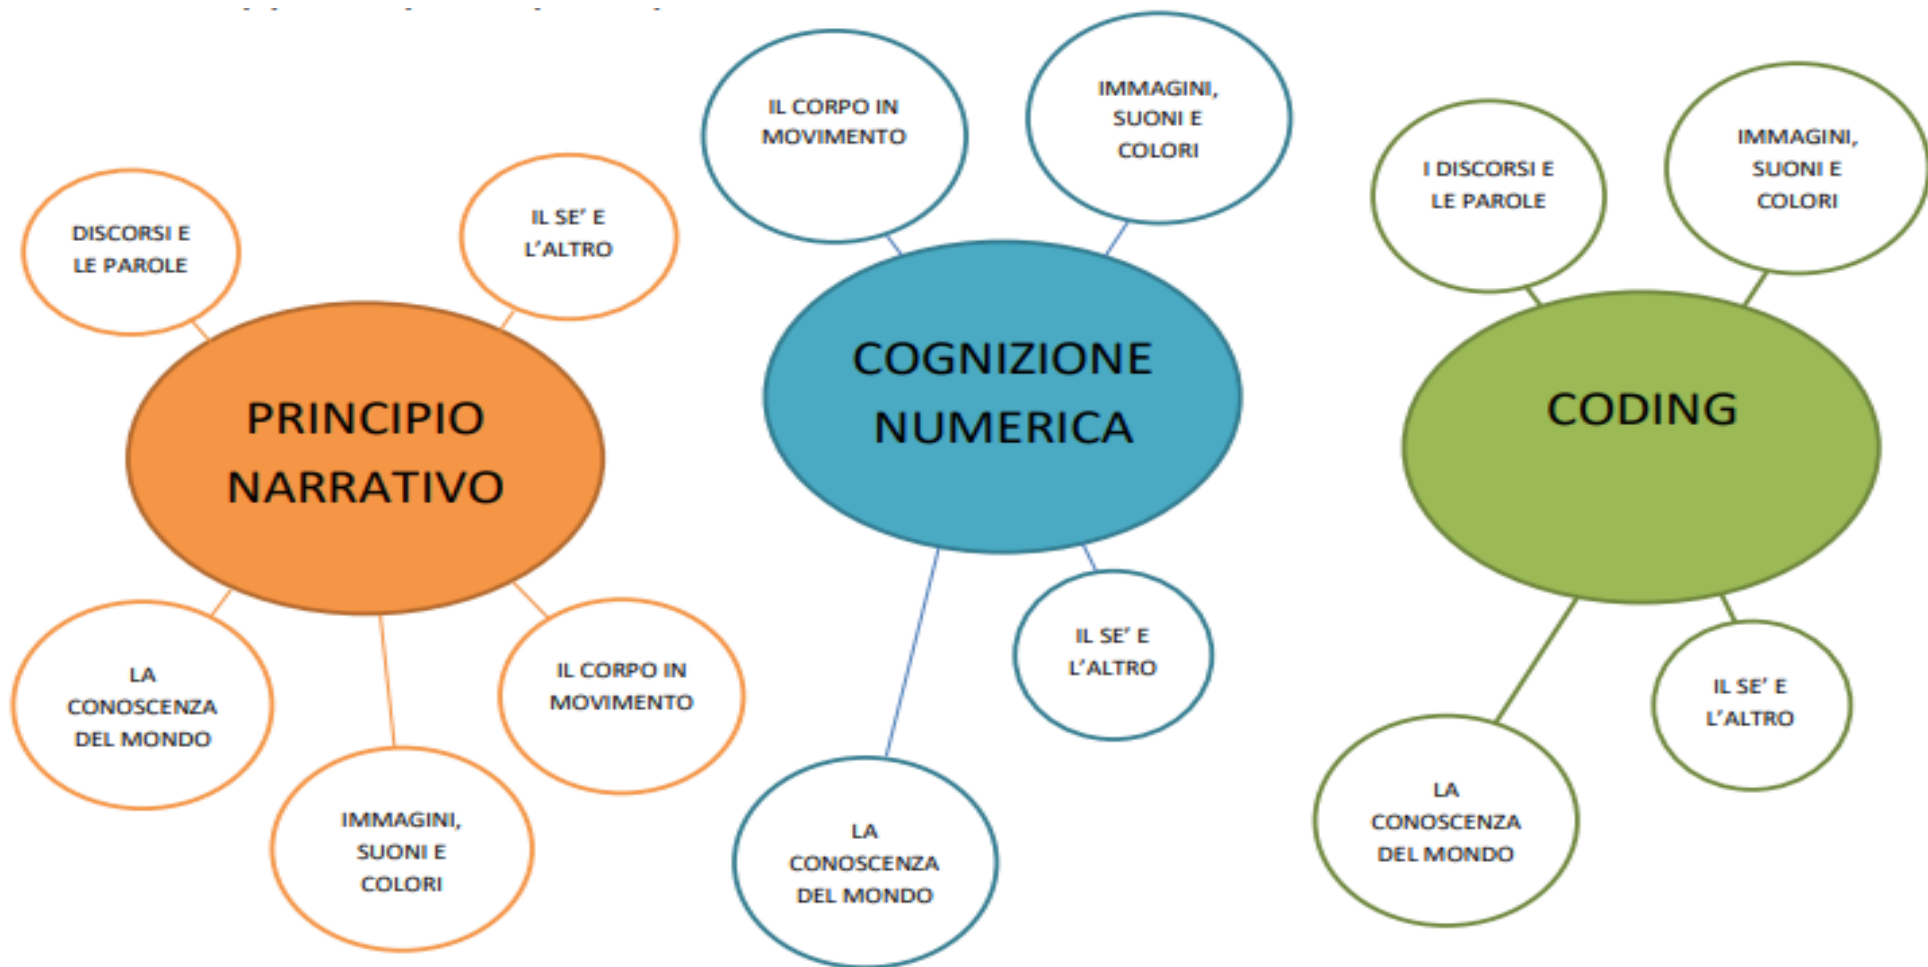 DISCORSI E
LE PAROLE
IL SE’ E
L’ALTRO
PRINCIPIO
NARRATIVO
LA
CONOSCENZA
DEL MONDO
IMMAGINI,
SUONI E
COLORI
IL CORPO IN
MOVIMENTO
IL CORPO IN
MOVIMENTO
IMMAGINI,
SUONI E
COLORI
COGNIZIONE
NUMERICA
IL SE’ E
L’ALTRO
LA
CONOSCENZA
DEL MONDO
I DISCORSI E
LE PAROLE
IMMAGINI,
SUONI E
COLORI
CODING
IL SE’ E
L’ALTRO
LA
CONOSCENZA
DEL MONDO